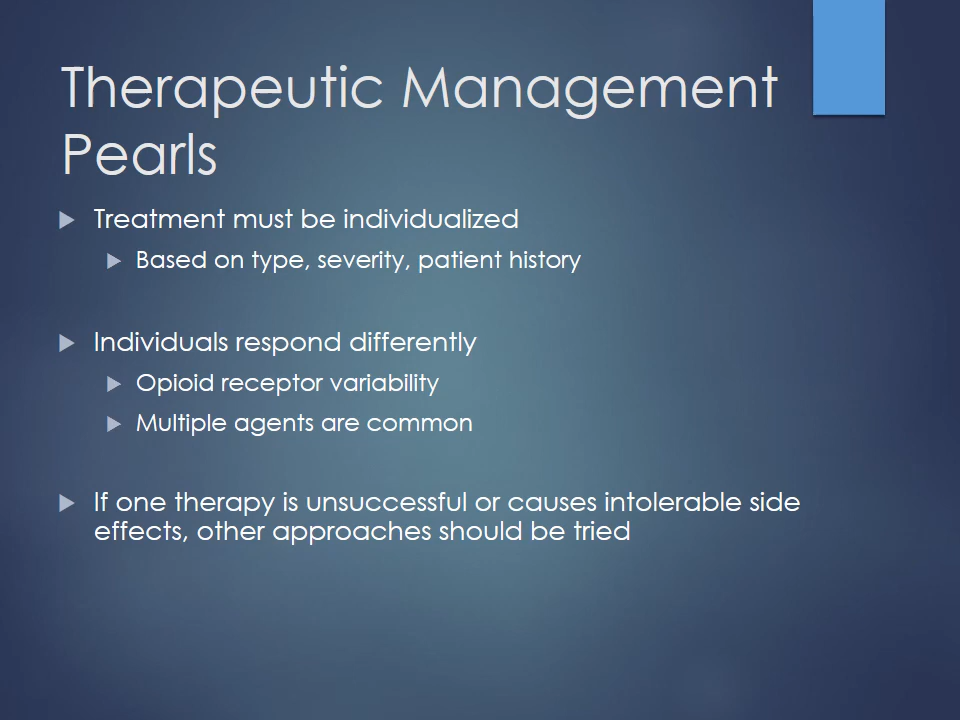 Therapeutic Management
Pearls
Treatment must be individualized
Based on type, severity, patient history
Individuals respond differently
Opioid receptor variability
Multiple agents are common
If one therapy is unsuccessful or causes intolerable side
effects, other approaches should be tried